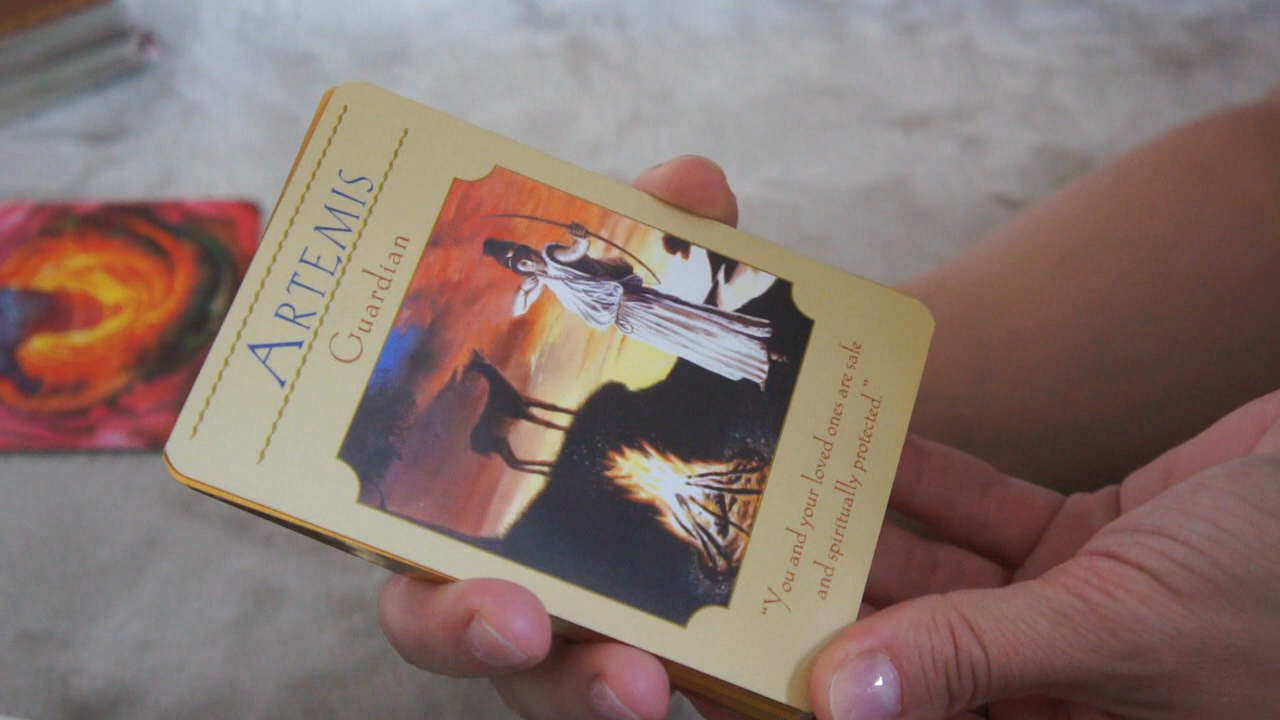 ARTEMIS
Guardian
“You and your loved ones are safe
and spiritually protected.”